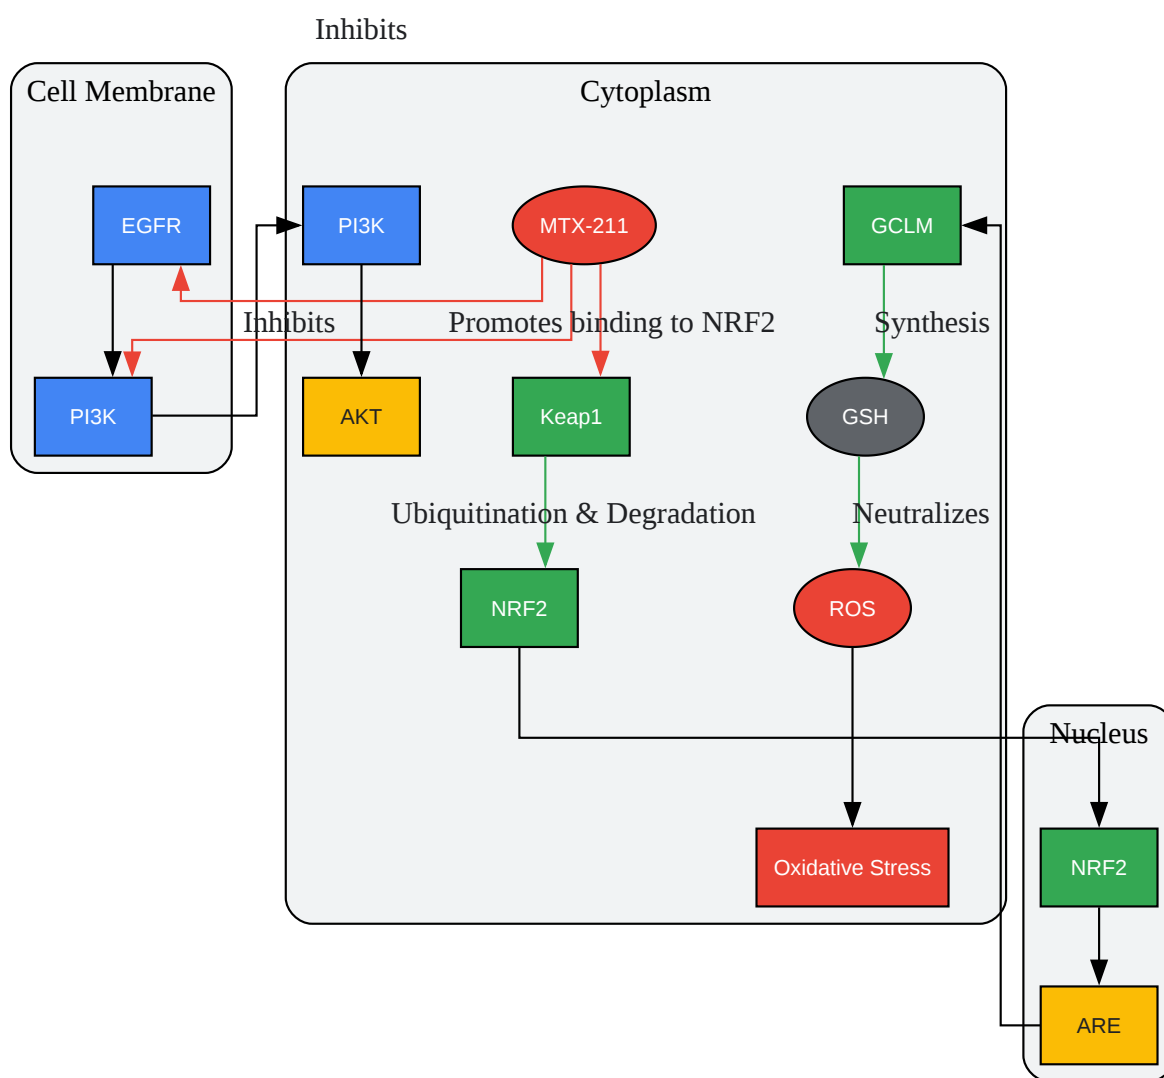 Inhibits
Cell Membrane
Cytoplasm
EGFR
PI3K
MTX-211
GCLM
Inhibits
Promotes binding to NRF2
Synthesis
PI3K
AKT
Keap1
GSH
Ubiquitination & Degradation
Neutralizes
NRF2
ROS
Nucleus
Oxidative Stress
NRF2
ARE